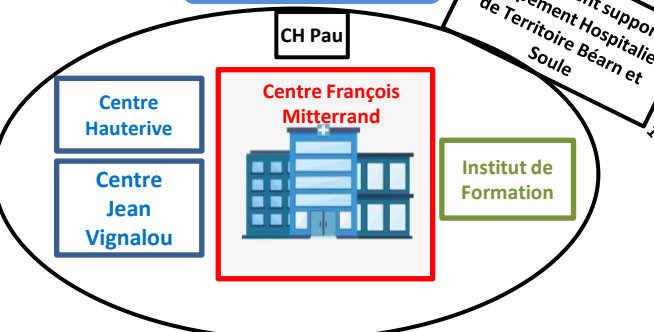 CH Pau
support
Hospitalie
de Territoire Béarn et
Soule
Centre François
Mitterrand
Centre
Hauterive
Centre
Jean
Vignalou
Institut de
Formation